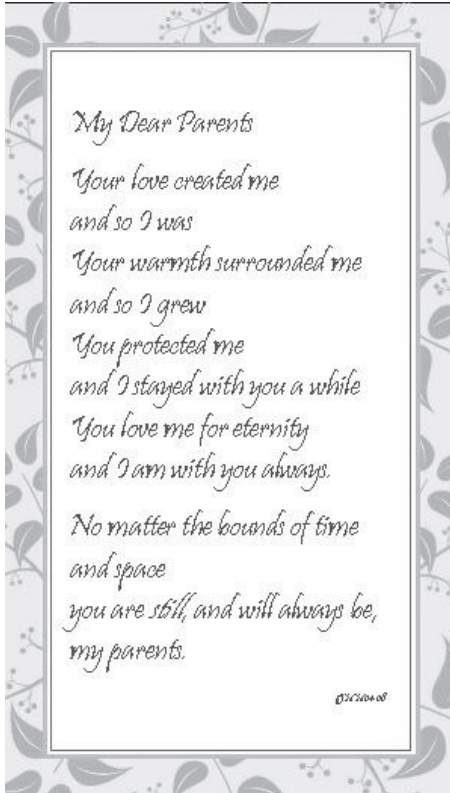 My Dear Parents
Your love created me
and so I was
Your warmth surrounded me
and so I grew
You protected me
and I stayed with you a while
You love me for eternity
and I am with you always.
No matter the bounds of time
and space
you are still, and will always be,
my parents.